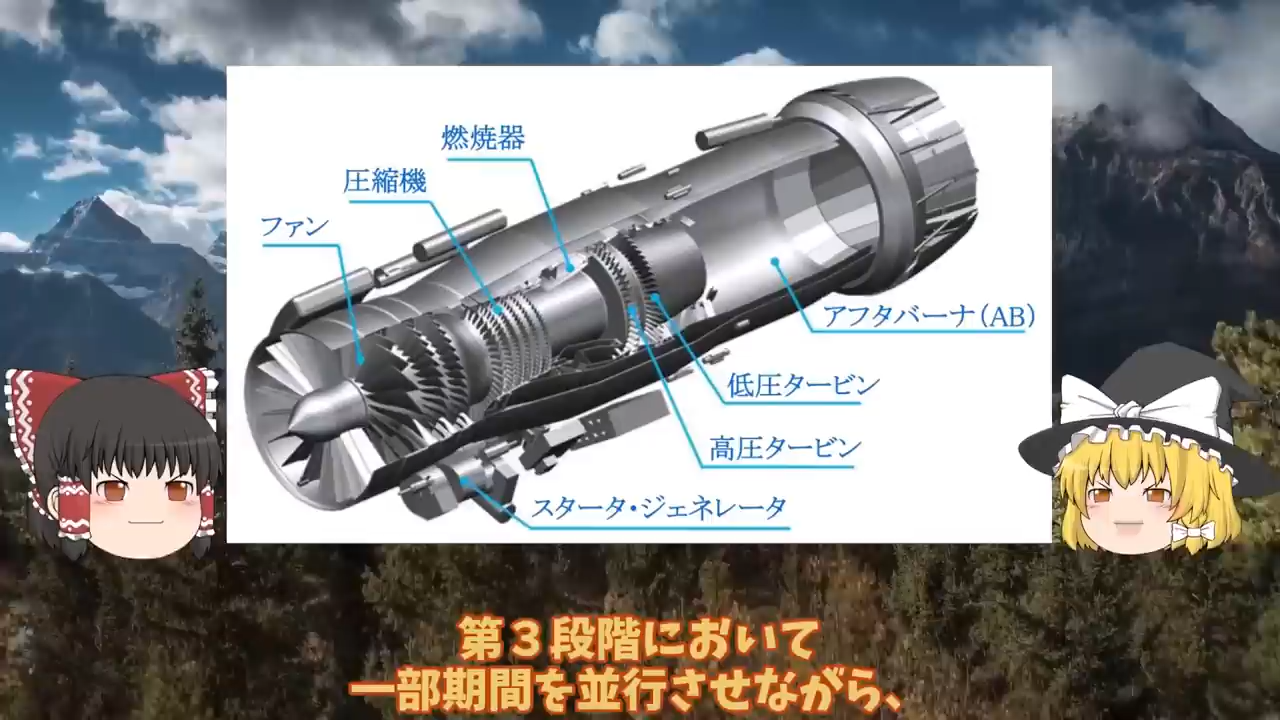 燃焼器
圧縮機
ファン
アフタバーナ(AB)
低圧タービン
高圧タービン
スタータ・ジェネレータ
第３段階において
一部期間を並行させながら、